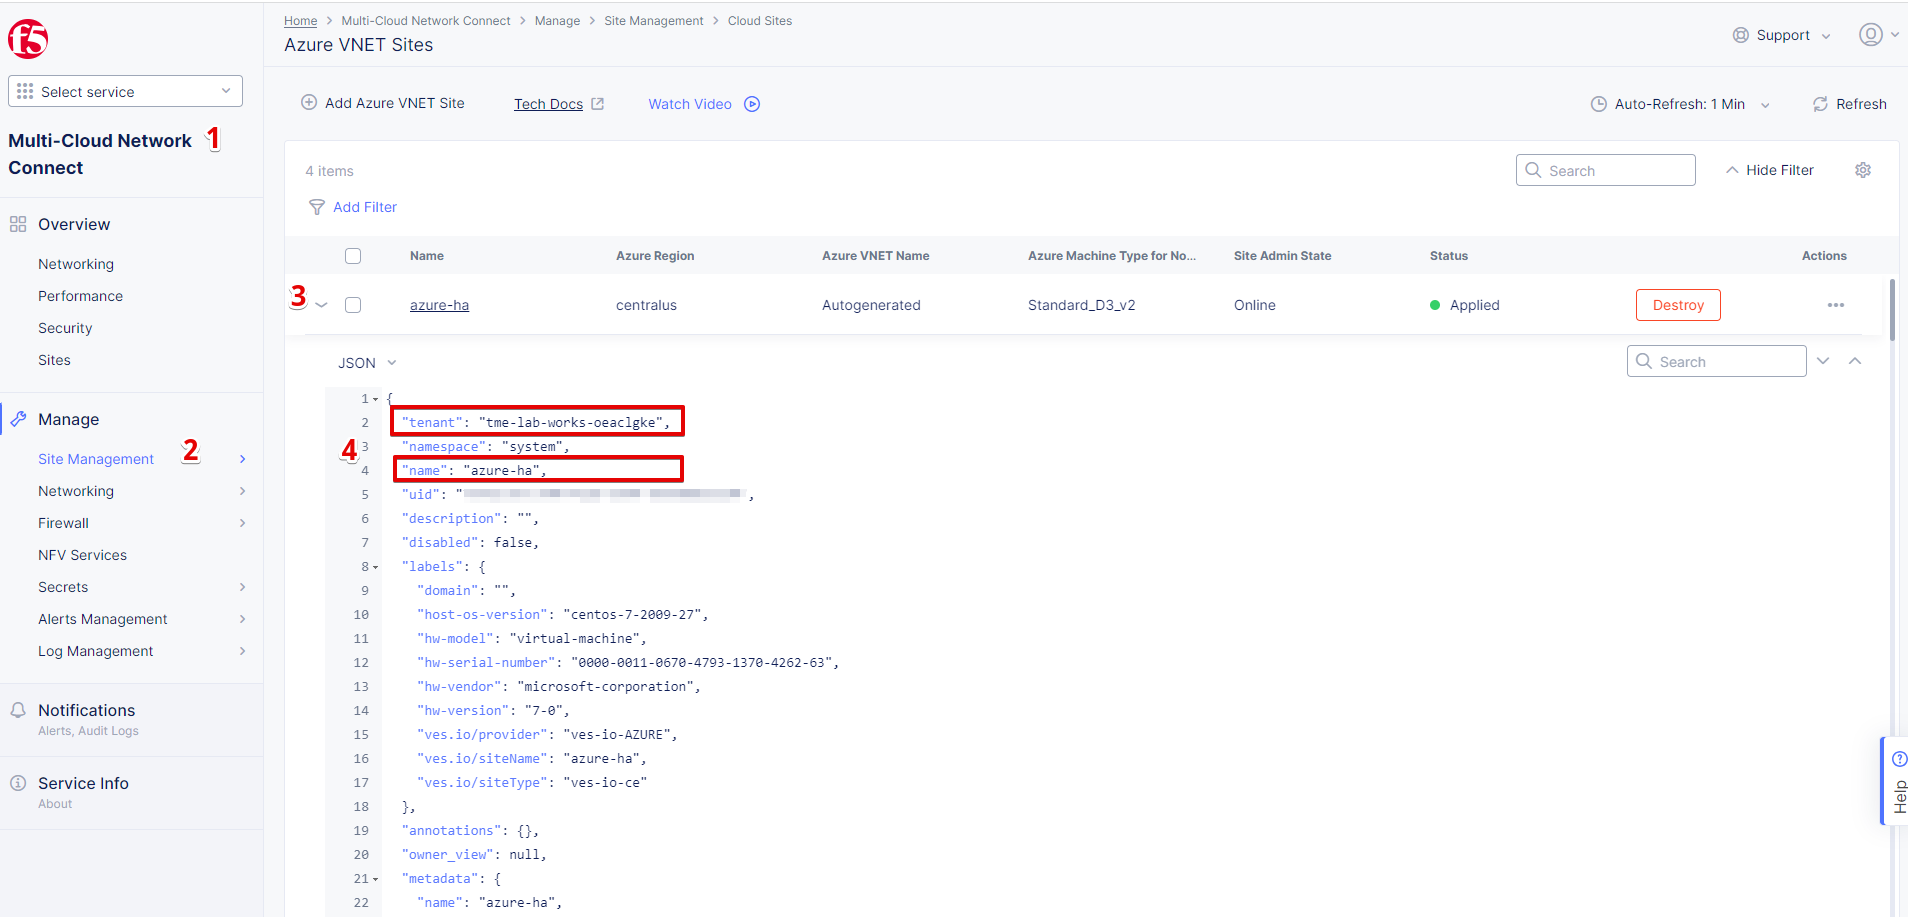 Home > Multi-Cloud Network Connect > Manage > Site Management > Cloud Sites
Azure VNET Sites
Support
f5
Select service
Multi-Cloud Network Connect 1
Overview
Networking
Performance
Security
Sites
Manage
Site Management 2
Networking
Firewall
NFV Services
Secrets
Alerts Management
Log Management
Notifications
Alerts, Audit Logs
Service Info
About
Add Azure VNET Site Tech Docs Watch Video Auto-Refresh: 1 Min Refresh
4 items Search Hide Filter
Add Filter
Name Azure Region Azure VNET Name Azure Machine Type for No... Site Admin State Status Actions
3 azure-ha centralus Autogenerated Standard_D3_v2 Online Applied Destroy
JSON Search
4
1 {
2 "tenant": "tme-lab-works-oeaclgke",
3 "namespace": "system",
4 "name": "azure-ha",
5 "uid": " ",
6 "description": "",
7 "disabled": false,
8 "labels": {
9 "domain": "",
10 "host-os-version": "centos-7-2009-27",
11 "hw-model": "virtual-machine",
12 "hw-serial-number": "0000-0011-0670-4793-1370-4262-63",
13 "hw-vendor": "microsoft-corporation",
14 "hw-version": "7-0",
15 "ves.io/provider": "ves-io-AZURE",
16 "ves.io/siteName": "azure-ha",
17 "ves.io/siteType": "ves-io-ce"
18 },
19 "annotations": {},
20 "owner_view": null,
21 "metadata": {
22 "name": "azure-ha",
Help